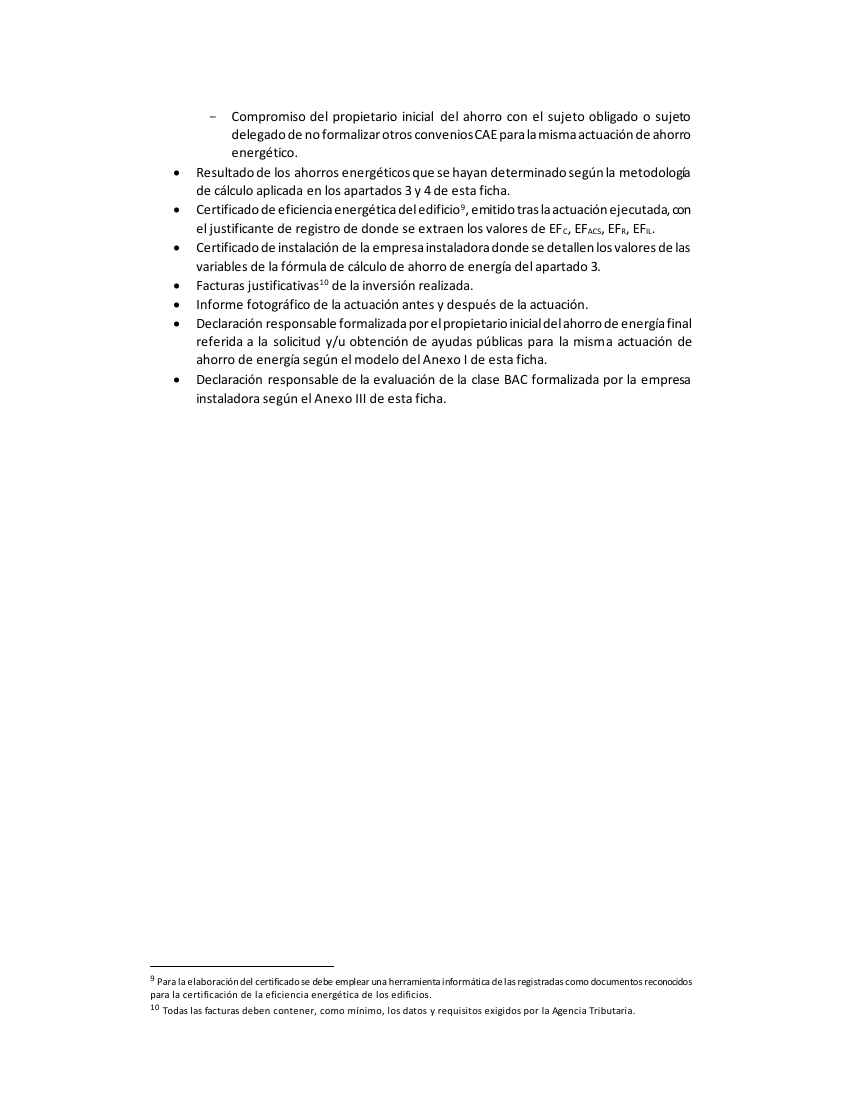 − Compromiso del propietario inicial del ahorro con el sujeto obligado o sujeto
delegado de no formalizar otros convenios CAE para la misma actuación de ahorro
energético.
• Resultado de los ahorros energéticos que se hayan determinado según la metodología
de cálculo aplicada en los apartados 3 y 4 de esta ficha.
• Certificado de eficiencia energética del edificio⁹, emitido tras la actuación ejecutada, con
el justificante de registro de donde se extraen los valores de EFC, EFACS, EFR, EFIL.
• Certificado de instalación de la empresa instaladora donde se detallen los valores de las
variables de la fórmula de cálculo de ahorro de energía del apartado 3.
• Facturas justificativas¹⁰ de la inversión realizada.
• Informe fotográfico de la actuación antes y después de la actuación.
• Declaración responsable formalizada por el propietario inicial del ahorro de energía final
referida a la solicitud y/u obtención de ayudas públicas para la misma actuación de
ahorro de energía según el modelo del Anexo I de esta ficha.
• Declaración responsable de la evaluación de la clase BAC formalizada por la empresa
instaladora según el Anexo III de esta ficha.
⁹ Para la elaboración del certificado se debe emplear una herramienta informática de las registradas como documentos reconocidos
para la certificación de la eficiencia energética de los edificios.
¹⁰ Todas las facturas deben contener, como mínimo, los datos y requisitos exigidos por la Agencia Tributaria.